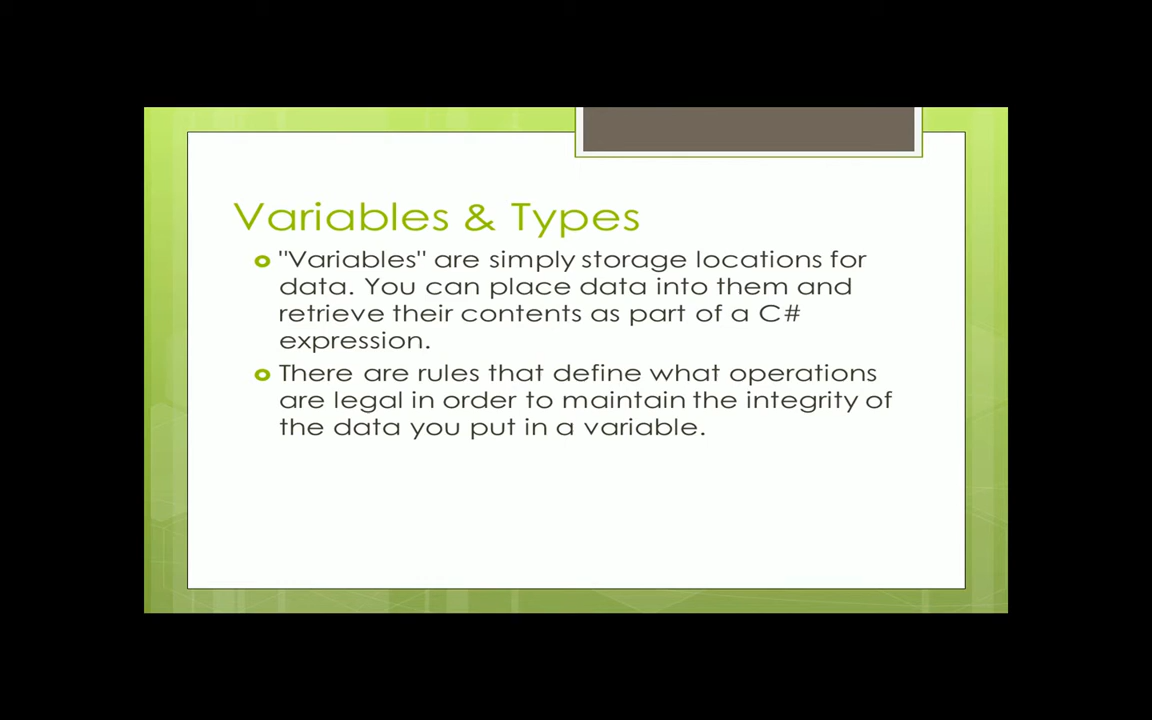 Variables & Types
"Variables" are simply storage locations for
data. You can place data into them and
retrieve their contents as part of a C#
expression.
There are rules that define what operations
are legal in order to maintain the integrity of
the data you put in a variable.